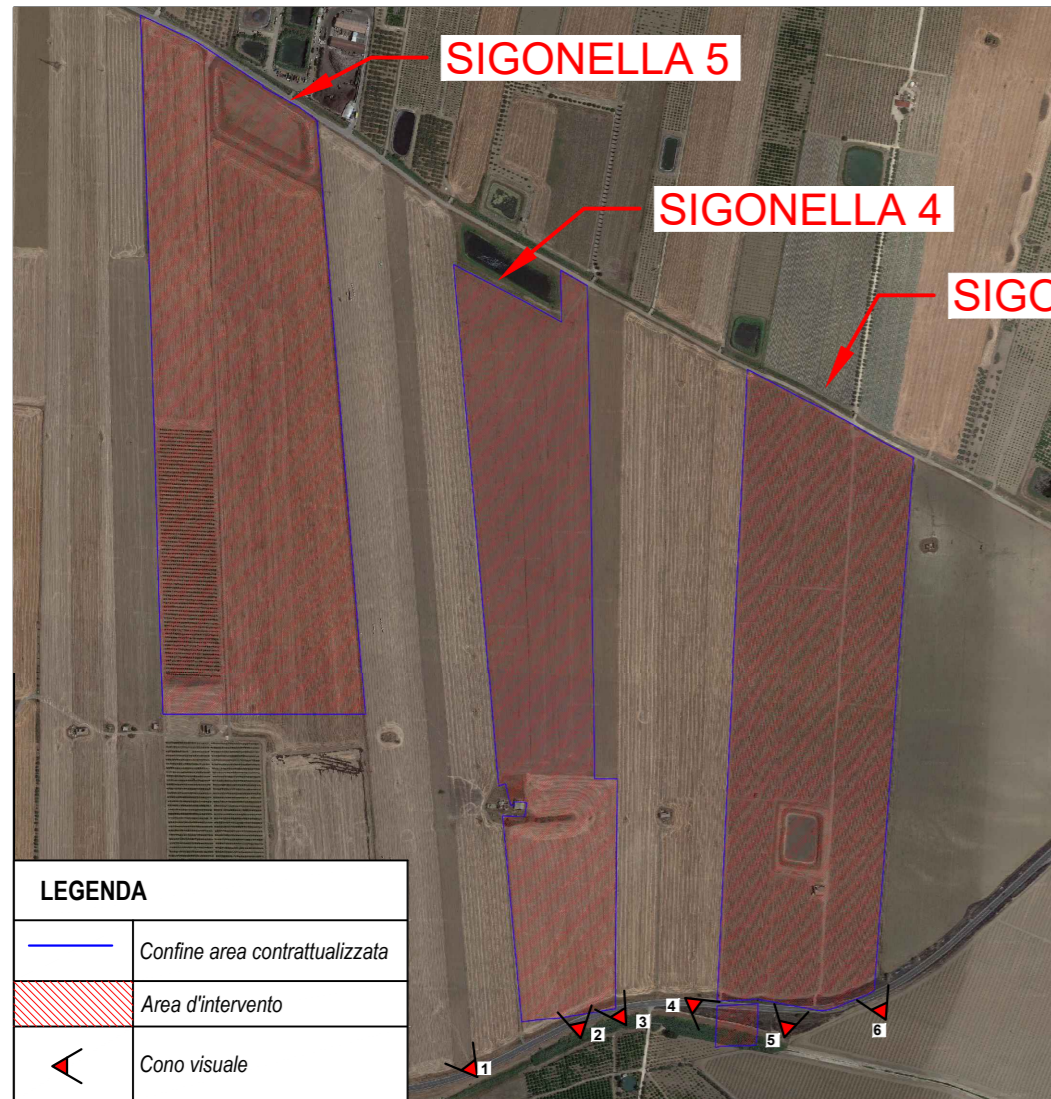 SIGONELLA 5
SIGONELLA 4
SIGO
LEGENDA
Confine area contrattualizzata
Area d'intervento
Cono visuale
1
2
3
4
5
6